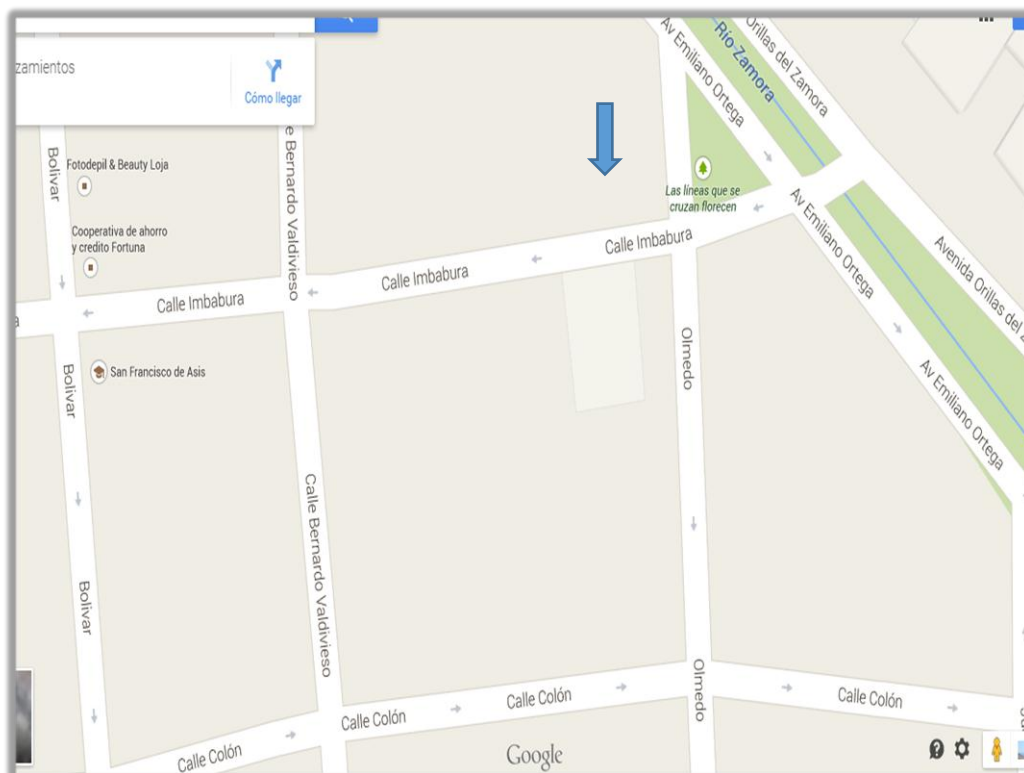 zamientos
Cómo llegar
Av Emiliano Ortega
Río Zamora
Orillas del Zamora
Bolivar
Fotodepil & Beauty Loja
e Bernardo Valdivieso
Las líneas que se
cruzan florecen
Cooperativa de ahorro
y credito Fortuna
Av Emiliano Ortega
Calle Imbabura
Calle Imbabura
Calle Imbabura
Avenida Orillas del Z
a
San Francisco de Asis
Bolivar
Olmedo
Av Emiliano Ortega
Calle Bernardo Valdivieso
Bolivar
Olmedo
Calle Colón
Calle Colón
Calle Colón
Calle Colón
Google